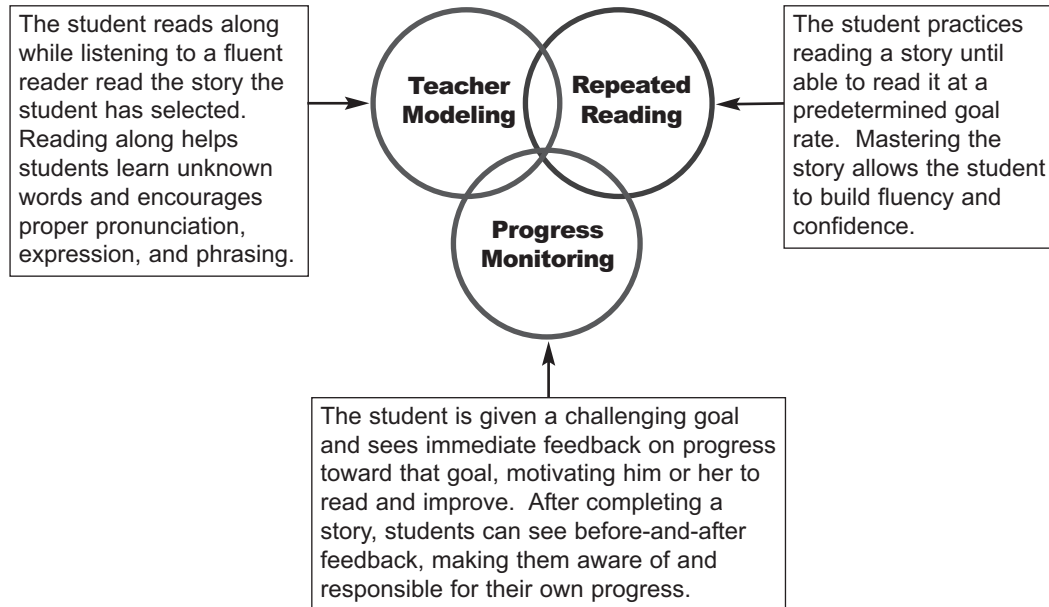 The student reads along
while listening to a fluent
reader read the story the
student has selected.
Reading along helps
students learn unknown
words and encourages
proper pronunciation,
expression, and phrasing.
Teacher
Modeling
Repeated
Reading
The student practices
reading a story until
able to read it at a
predetermined goal
rate.  Mastering the
story allows the student
to build fluency and
confidence.
Progress
Monitoring
The student is given a challenging goal
and sees immediate feedback on progress
toward that goal, motivating him or her to
read and improve.  After completing a
story, students can see before-and-after
feedback, making them aware of and
responsible for their own progress.